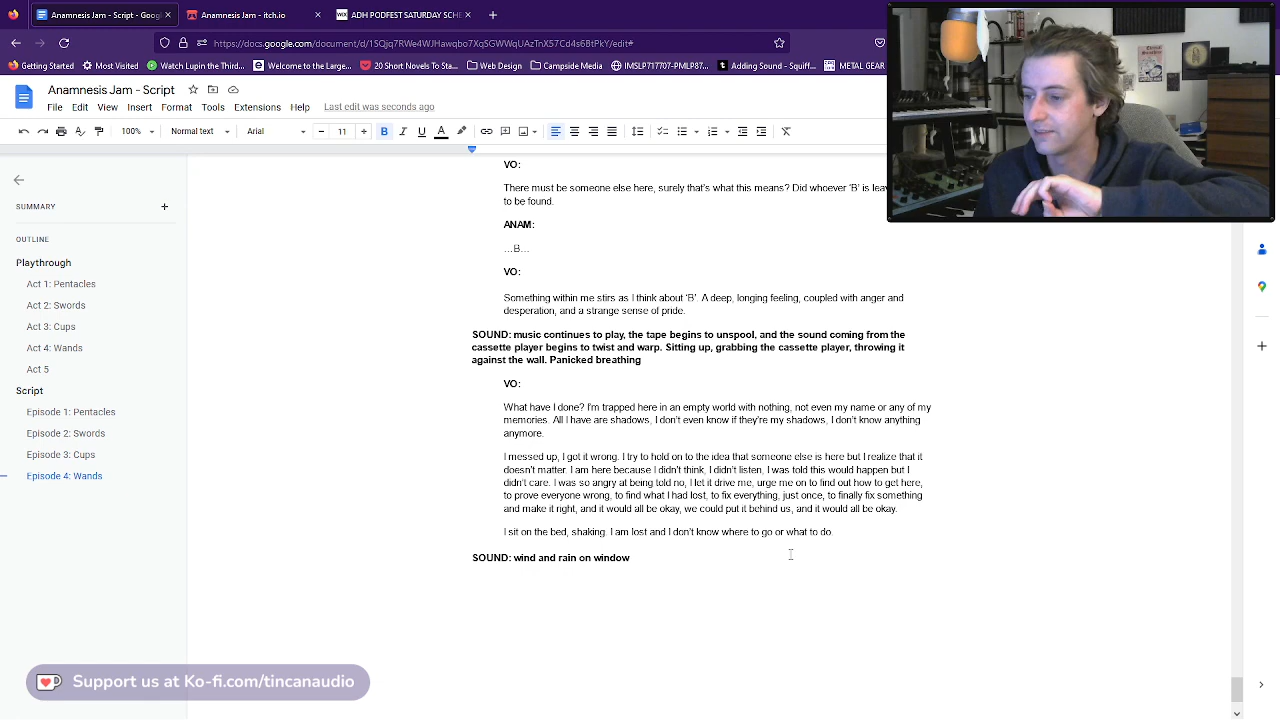 Anamnesis Jam - Script - Goog
Anamnesis Jam - itch.io
ADH PODFEST SATURDAY SCHE
https://docs.google.com/document/d/1SQjq7RWe4WJHawqbo7XqSGWWqUAzTnXS7Cd4s6BtPkY/edit#
Getting Started
Most Visited
Watch Lupin the Third...
Welcome to the Large...
20 Short Novels To Stre...
Web Design
Campside Media
IMSLP717707-PMLP87...
Adding Sound - Squiff...
METAL GEAR
Anamnesis Jam - Script
File Edit View Insert Format Tools Extensions Help Last edit was seconds ago
100% Normal text Arial 11
SUMMARY
OUTLINE
Playthrough
Act 1: Pentacles
Act 2: Swords
Act 3: Cups
Act 4: Wands
Act 5
Script
Episode 1: Pentacles
Episode 2: Swords
Episode 3: Cups
Episode 4: Wands
VO:
There must be someone else here, surely that's what this means? Did whoever 'B' is leav
to be found.
ANAM:
…B…
VO:
Something within me stirs as I think about 'B'. A deep, longing feeling, coupled with anger and
desperation, and a strange sense of pride.
SOUND: music continues to play, the tape begins to unspool, and the sound coming from the
cassette player begins to twist and warp. Sitting up, grabbing the cassette player, throwing it
against the wall. Panicked breathing
VO:
What have I done? I'm trapped here in an empty world with nothing, not even my name or any of my
memories. All I have are shadows, I don't even know if they're my shadows, I don't know anything
anymore.
I messed up, I got it wrong. I try to hold on to the idea that someone else is here but I realize that it
doesn't matter. I am here because I didn't think, I didn't listen, I was told this would happen but I
didn't care. I was so angry at being told no, I let it drive me, urge me on to find out how to get here,
to prove everyone wrong, to find what I had lost, to fix everything, just once, to finally fix something
and make it right, and it would all be okay, we could put it behind us, and it would all be okay.
I sit on the bed, shaking. I am lost and I don't know where to go or what to do.
SOUND: wind and rain on window
Support us at Ko-fi.com/tincanaudio